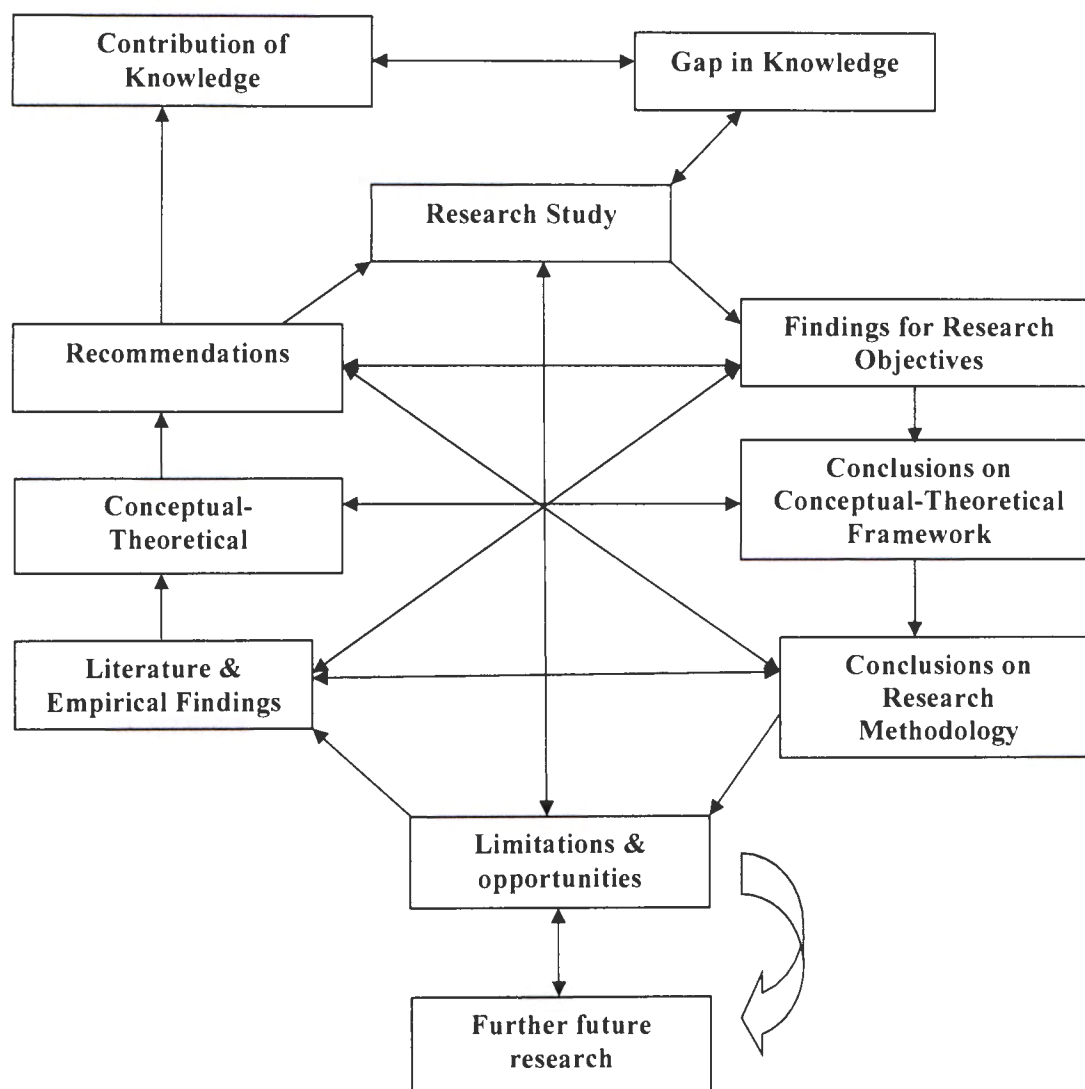 Contribution of
Knowledge
Gap in Knowledge
Research Study
Recommendations
Findings for Research
Objectives
Conceptual-
Theoretical
Conclusions on
Conceptual-Theoretical
Framework
Literature &
Empirical Findings
Conclusions on
Research
Methodology
Limitations &
opportunities
Further future
research